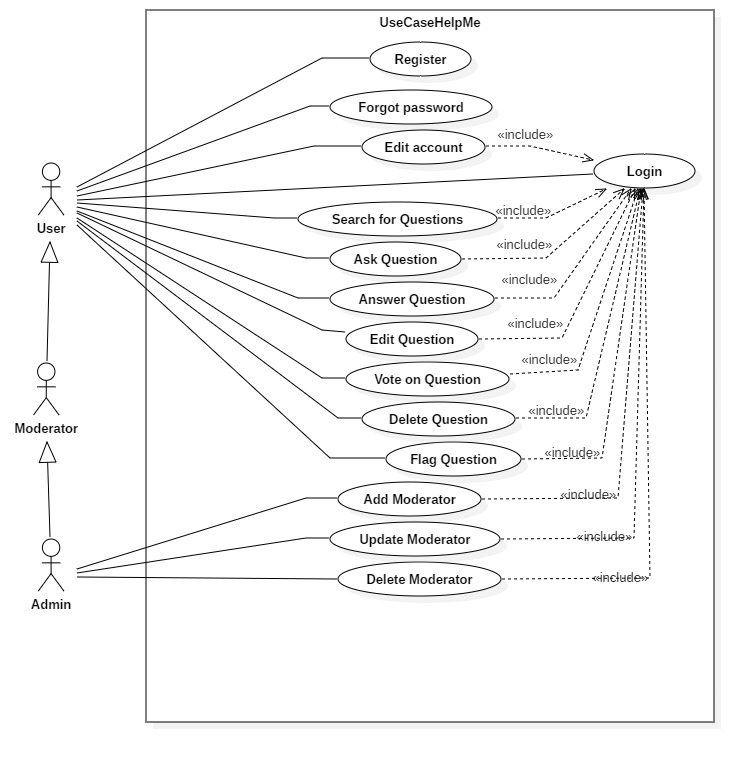 UseCaseHelpMe
Register
Forgot password
Edit account
«include»
Login
User
Search for Questions
«include»
Ask Question
«include»
Answer Question
«include»
Edit Question
«include»
Vote on Question
«include»
Moderator
Delete Question
«include»
Flag Question
«include»
Add Moderator
«include»
Update Moderator
«include»
Delete Moderator
«include»
Admin